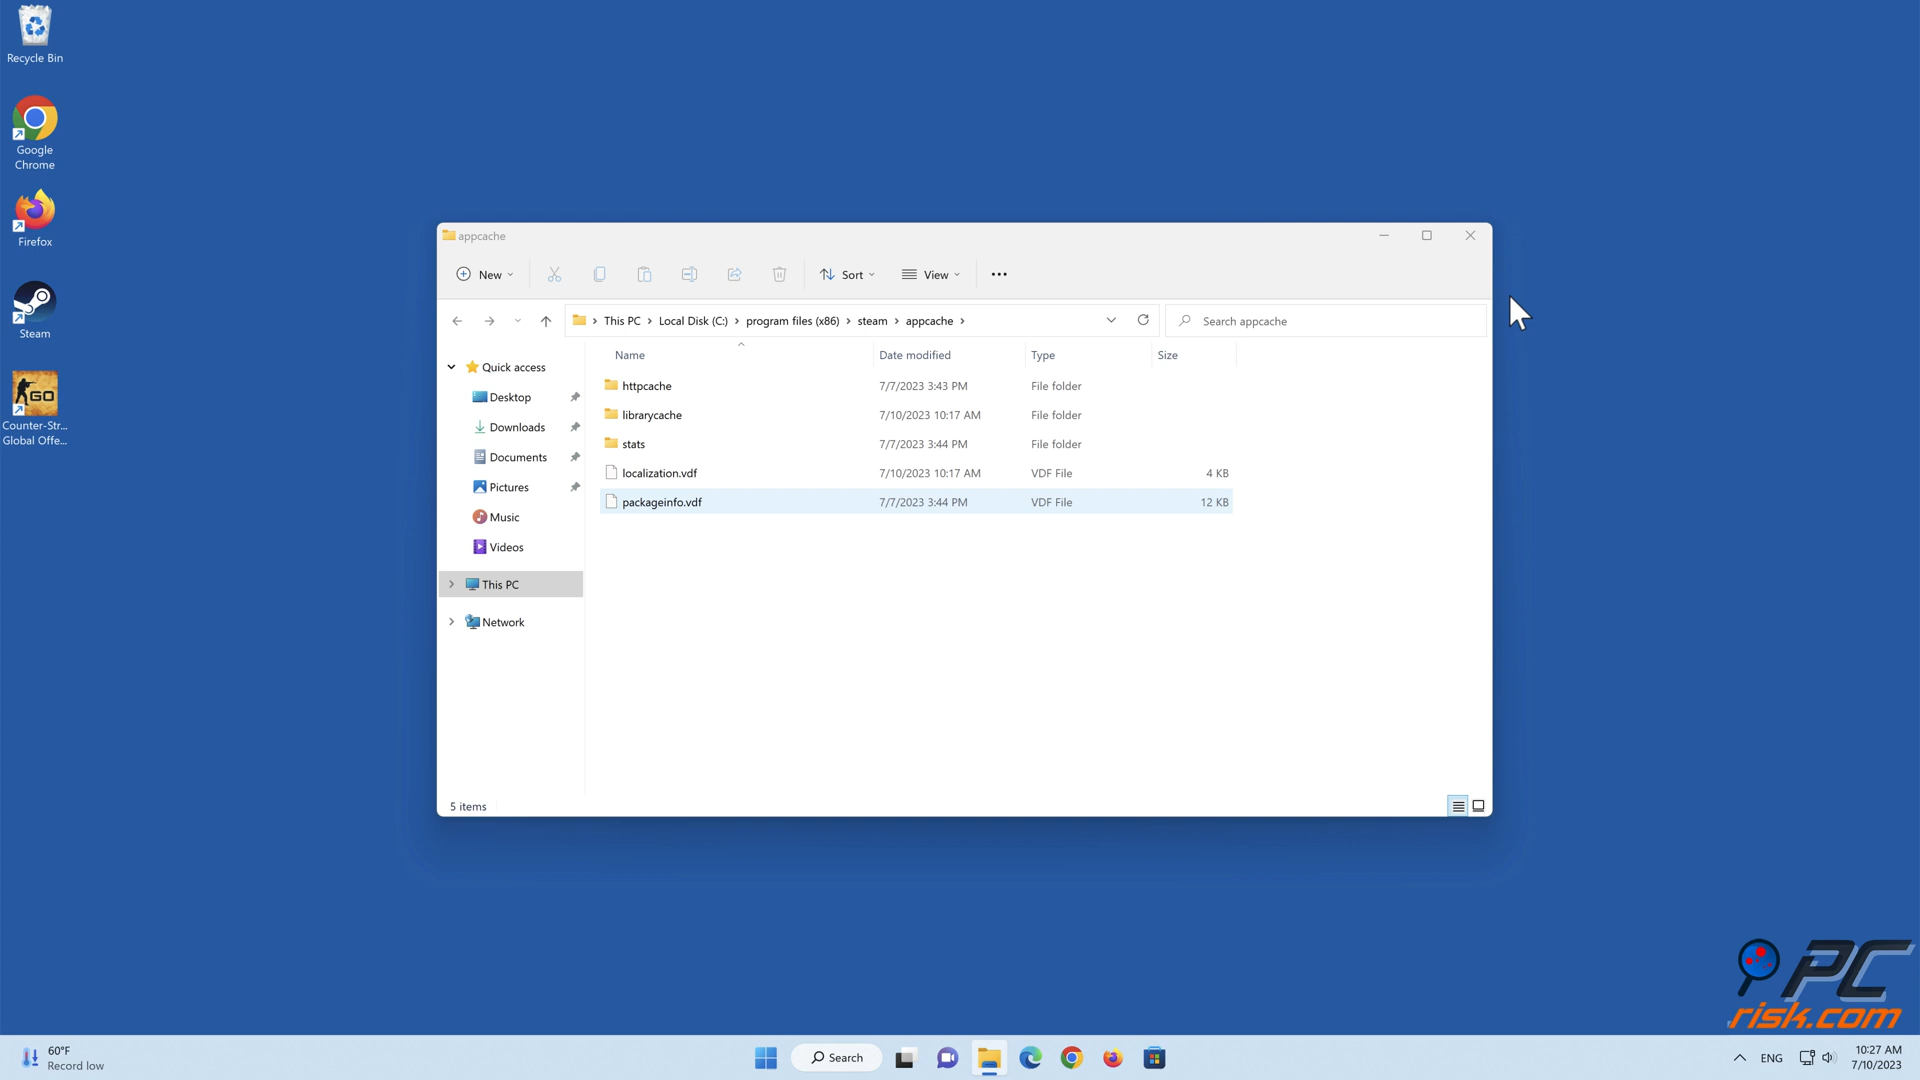 Recycle Bin
Google
Chrome
Firefox
Steam
GO
Counter-Str...
Global Offe...
appcache
New
Sort
View
This PC
Local Disk (C:)
program files (x86)
steam
appcache
Search appcache
Name
Date modified
Type
Size
Quick access
Desktop
Downloads
Documents
Pictures
Music
Videos
This PC
Network
httpcache 7/7/2023 3:43 PM File folder
librarycache 7/10/2023 10:17 AM File folder
stats 7/7/2023 3:44 PM File folder
localization.vdf 7/10/2023 10:17 AM VDF File 4 KB
packageinfo.vdf 7/7/2023 3:44 PM VDF File 12 KB
5 items
PC
risk.com
60°F
Record low
Search
ENG
10:27 AM
7/10/2023